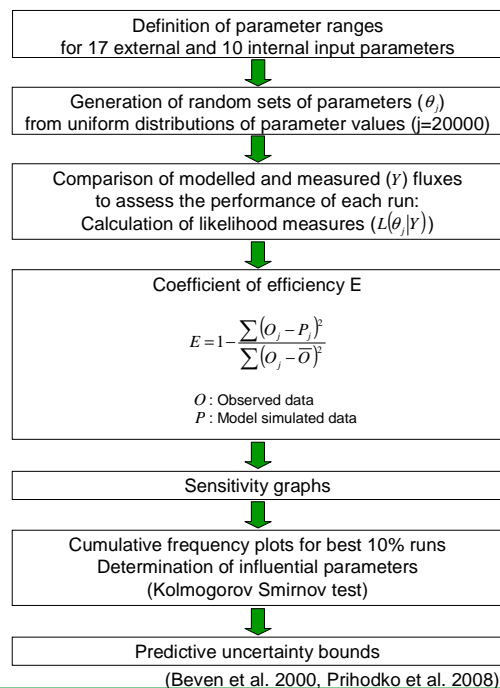 Definition of parameter ranges
for 17 external and 10 internal input parameters
Generation of random sets of parameters (θj)
from uniform distributions of parameter values (j=20000)
Comparison of modelled and measured (Y) fluxes
to assess the performance of each run:
Calculation of likelihood measures (L(θj|Y))
Coefficient of efficiency E
E = 1 - ∑(Oj - Pj)² / ∑(Oj - O̅)²
O : Observed data
P : Model simulated data
Sensitivity graphs
Cumulative frequency plots for best 10% runs
Determination of influential parameters
(Kolmogorov Smirnov test)
Predictive uncertainty bounds
(Beven et al. 2000, Prihodko et al. 2008)